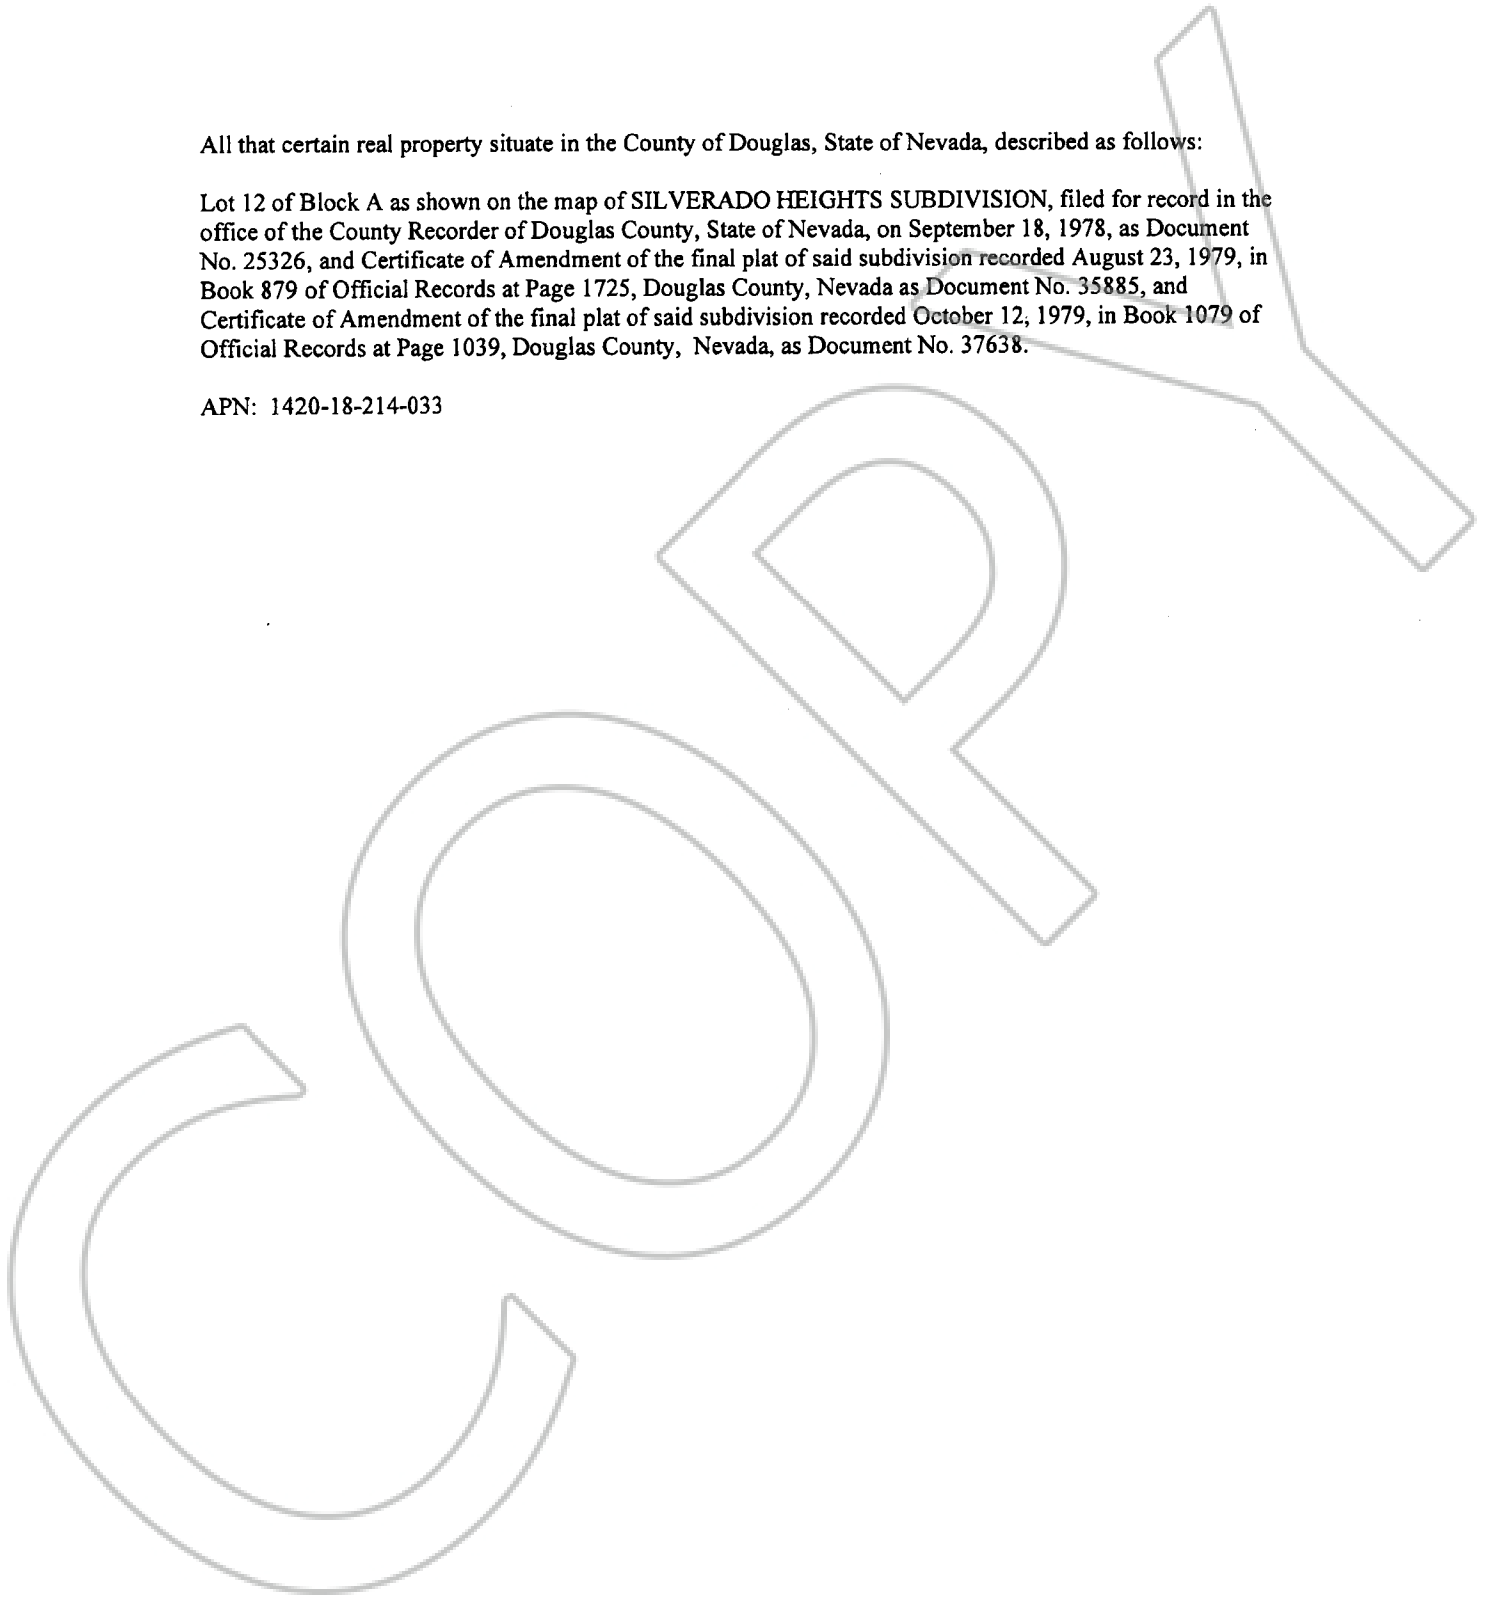 All that certain real property situate in the County of Douglas, State of Nevada, described as follows:
Lot 12 of Block A as shown on the map of SILVERADO HEIGHTS SUBDIVISION, filed for record in the
office of the County Recorder of Douglas County, State of Nevada, on September 18, 1978, as Document
No. 25326, and Certificate of Amendment of the final plat of said subdivision recorded August 23, 1979, in
Book 879 of Official Records at Page 1725, Douglas County, Nevada as Document No. 35885, and
Certificate of Amendment of the final plat of said subdivision recorded October 12, 1979, in Book 1079 of
Official Records at Page 1039, Douglas County, Nevada, as Document No. 37638.
APN: 1420-18-214-033
COPY